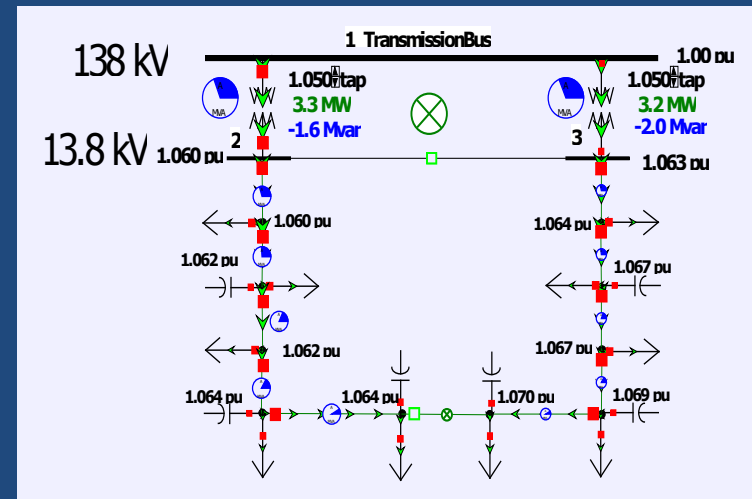 1 TransmissionBus
138 kV
1.00 pu
1.050 tap
1.050 tap
A
MVA
3.3 MW
A
MVA
3.2 MW
-1.6 Mvar
-2.0 Mvar
2
3
13.8 kV
1.060 pu
1.063 pu
1.060 pu
1.064 pu
1.062 pu
1.067 pu
1.062 pu
1.067 pu
1.064 pu
1.064 pu
1.070 pu
1.069 pu